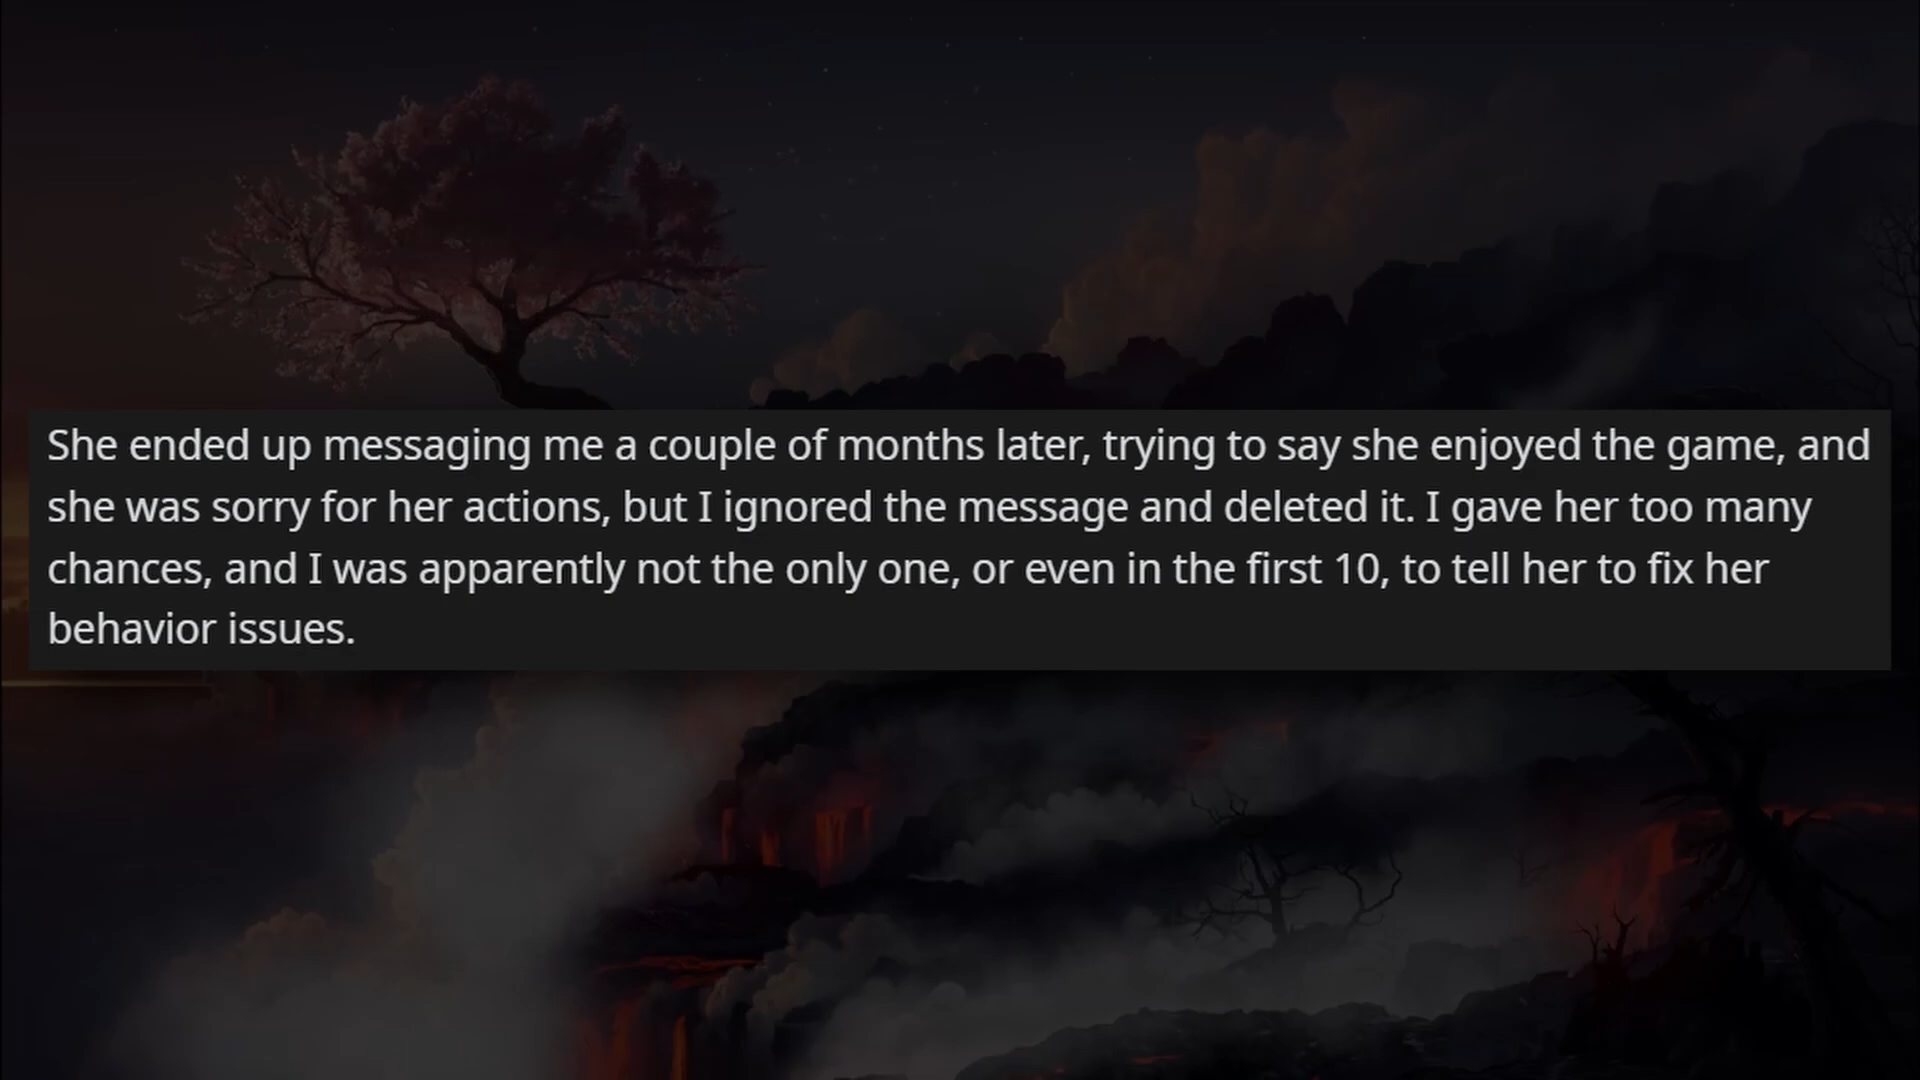 She ended up messaging me a couple of months later, trying to say she enjoyed the game, and
she was sorry for her actions, but I ignored the message and deleted it. I gave her too many
chances, and I was apparently not the only one, or even in the first 10, to tell her to fix her
behavior issues.